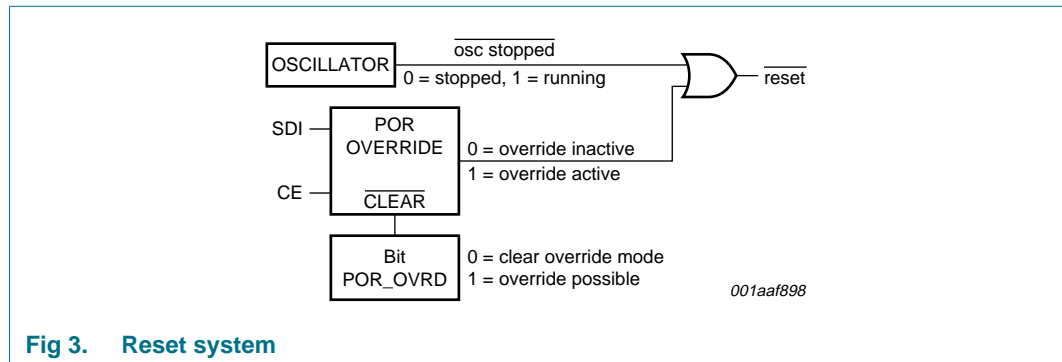 osc stopped
OSCILLATOR
0 = stopped, 1 = running
reset
SDI
POR
OVERRIDE
0 = override inactive
1 = override active
CE
CLEAR
Bit
POR_OVRD
0 = clear override mode
1 = override possible
001aaf898
Fig 3. Reset system